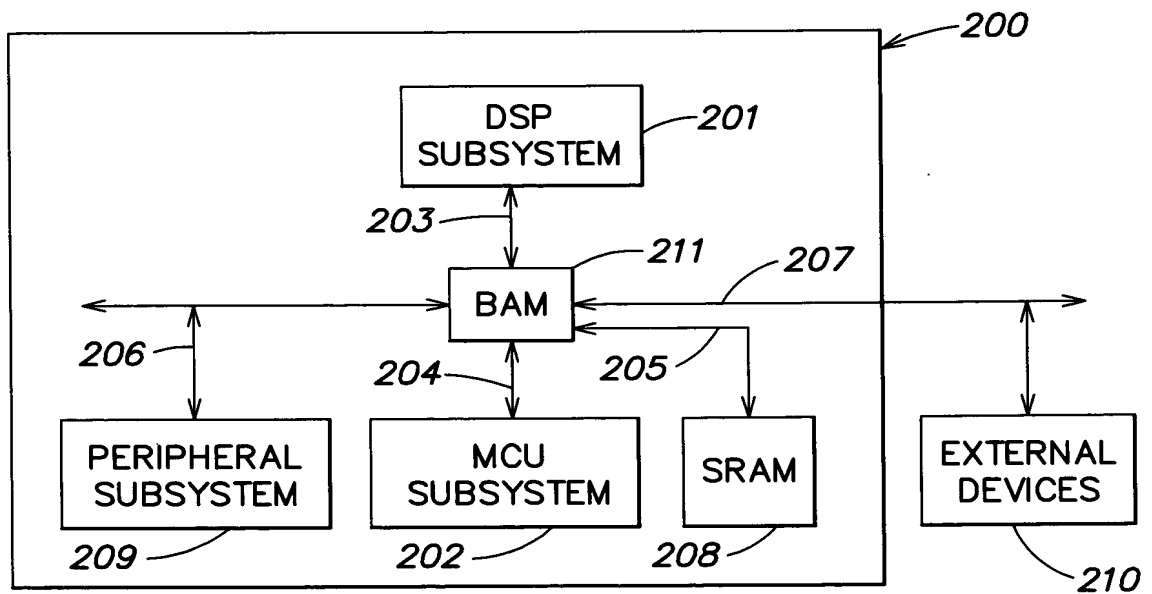 200
DSP
SUBSYSTEM
201
203
211
207
BAM
206
204
205
PERIPHERAL
SUBSYSTEM
MCU
SUBSYSTEM
SRAM
EXTERNAL
DEVICES
209
202
208
210